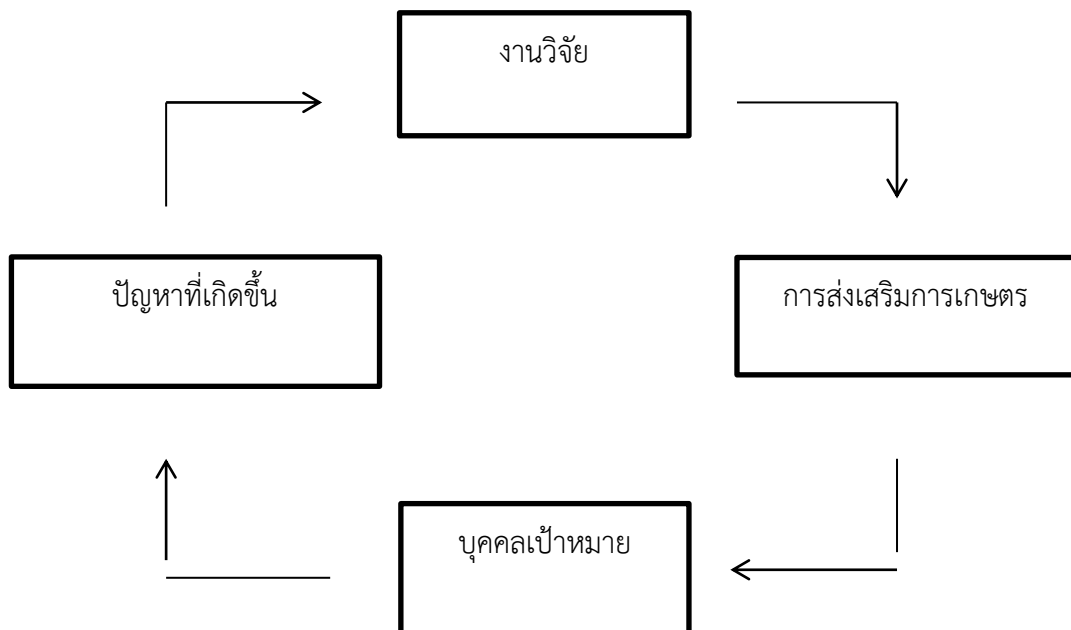 งานวิจัย
ปัญหาที่เกิดขึ้น
การส่งเสริมการเกษตร
บุคคลเป้าหมาย